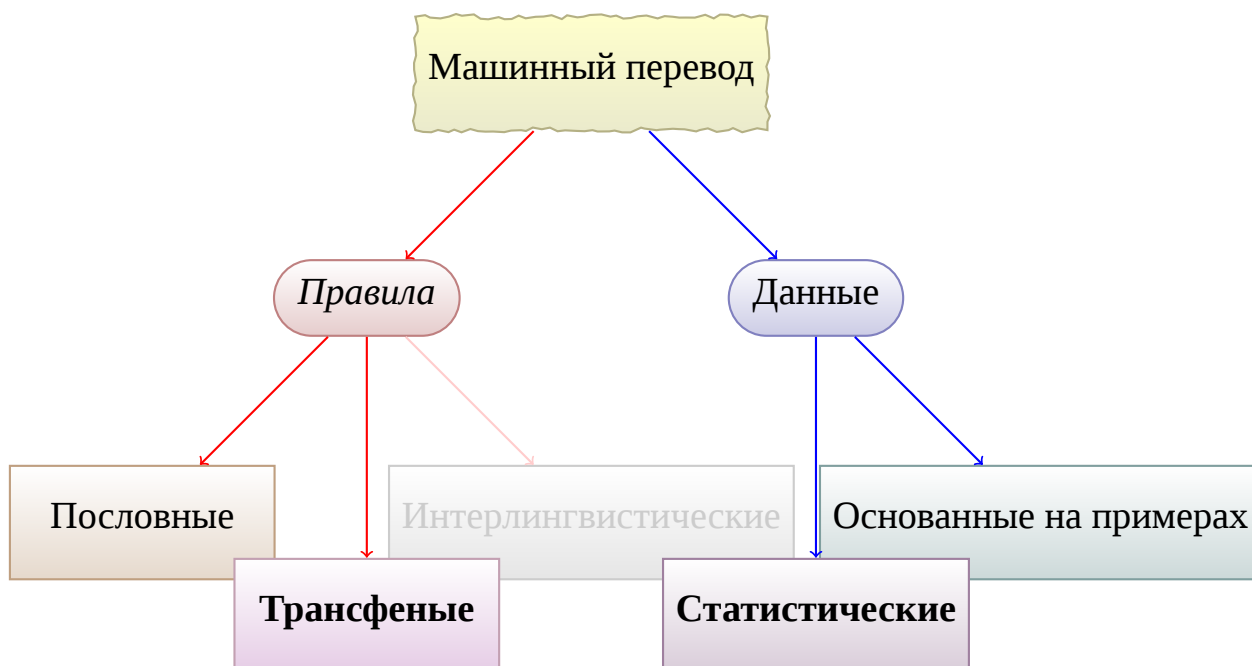 Машинный перевод
Правила
Данные
Пословные
Интерлингвистические
Основанные на примерах
Трансфеные
Статистические